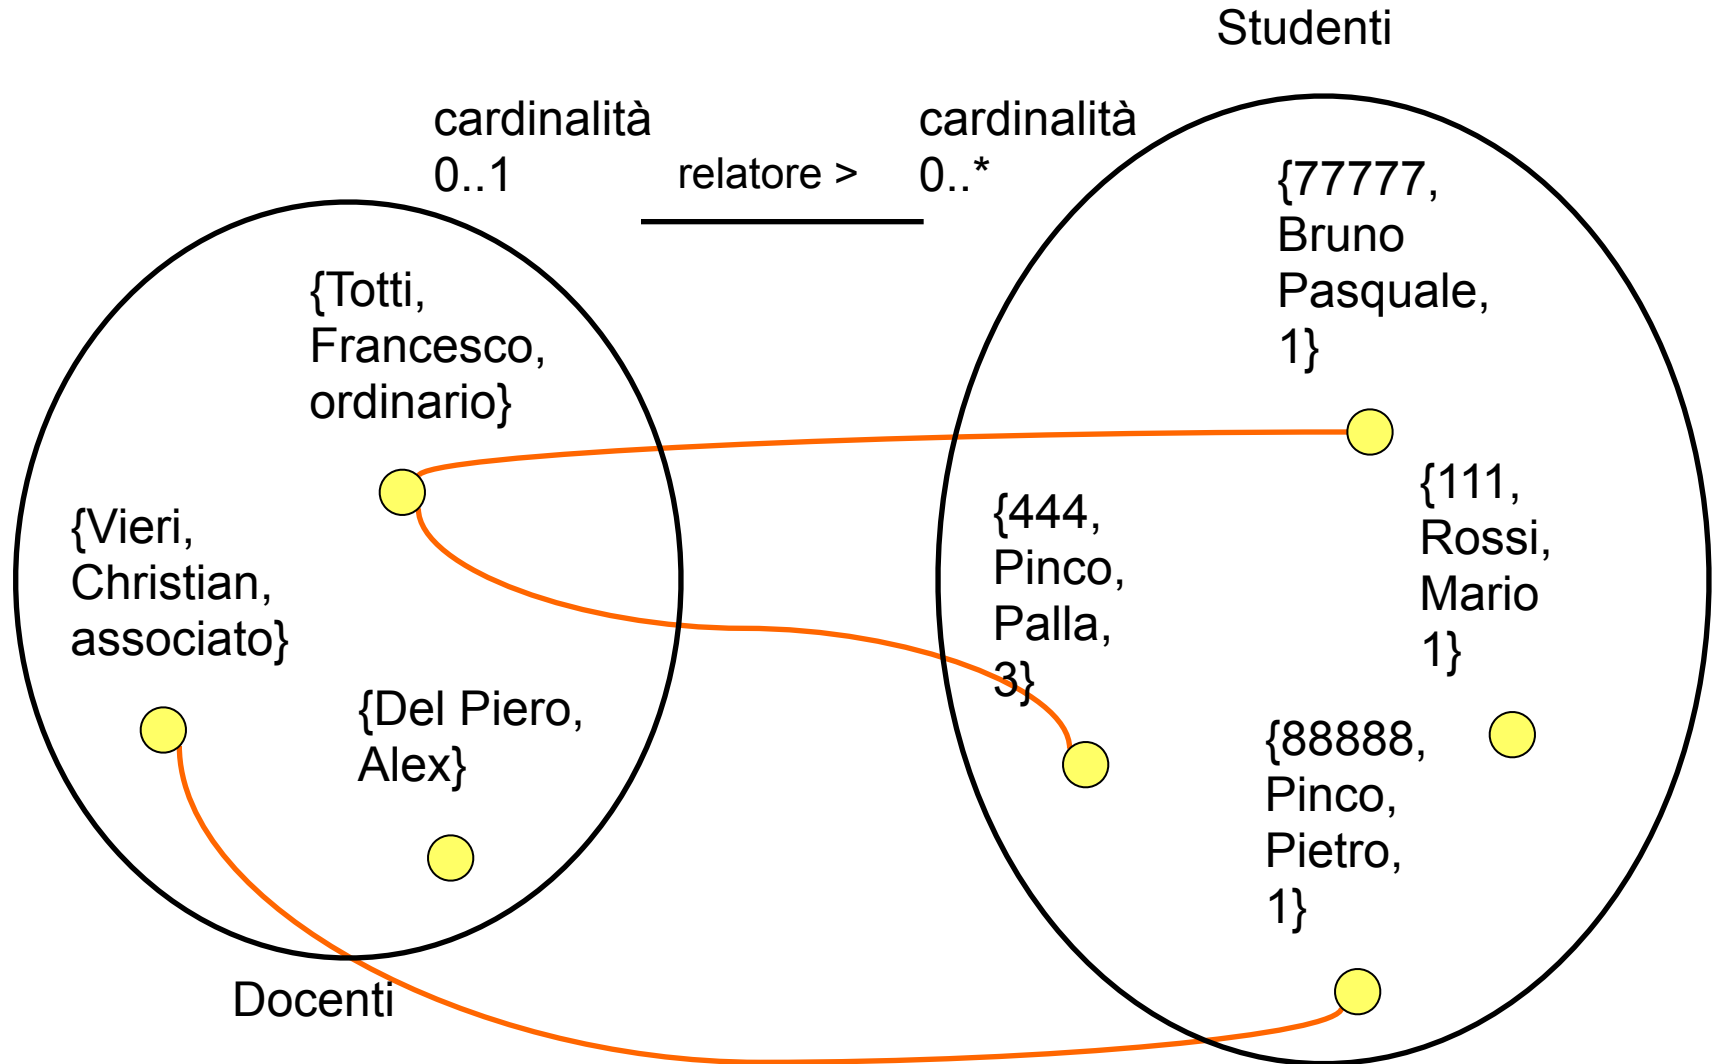 Studenti
cardinalità
0..1
relatore >
cardinalità
0..*
{77777,
Bruno
Pasquale,
1}
{Totti,
Francesco,
ordinario}
{111,
Rossi,
Mario
1}
{444,
Pinco,
Palla,
3}
{Vieri,
Christian,
associato}
{Del Piero,
Alex}
{88888,
Pinco,
Pietro,
1}
Docenti